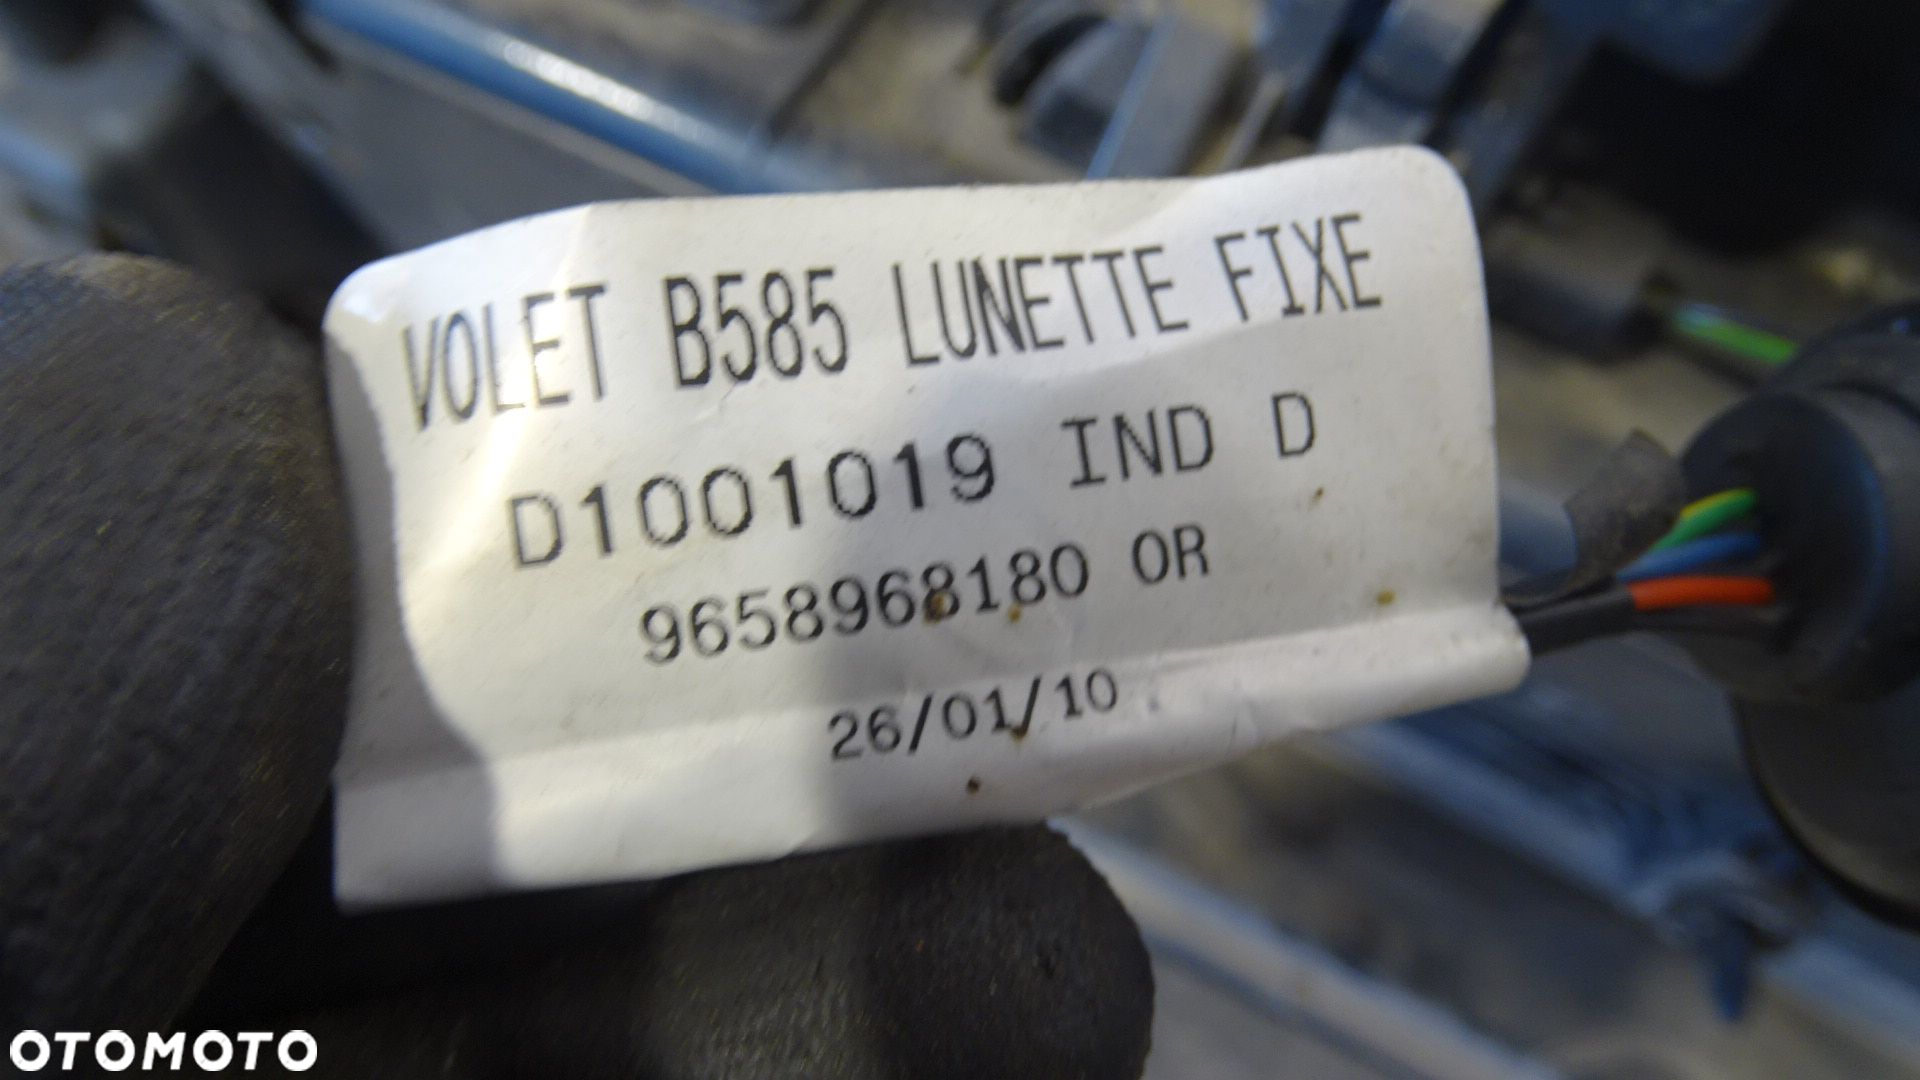 VOLET B585 LUNETTE FIXE
D1001019 IND D
9658968180 OR
26/01/10
OTOMOTO